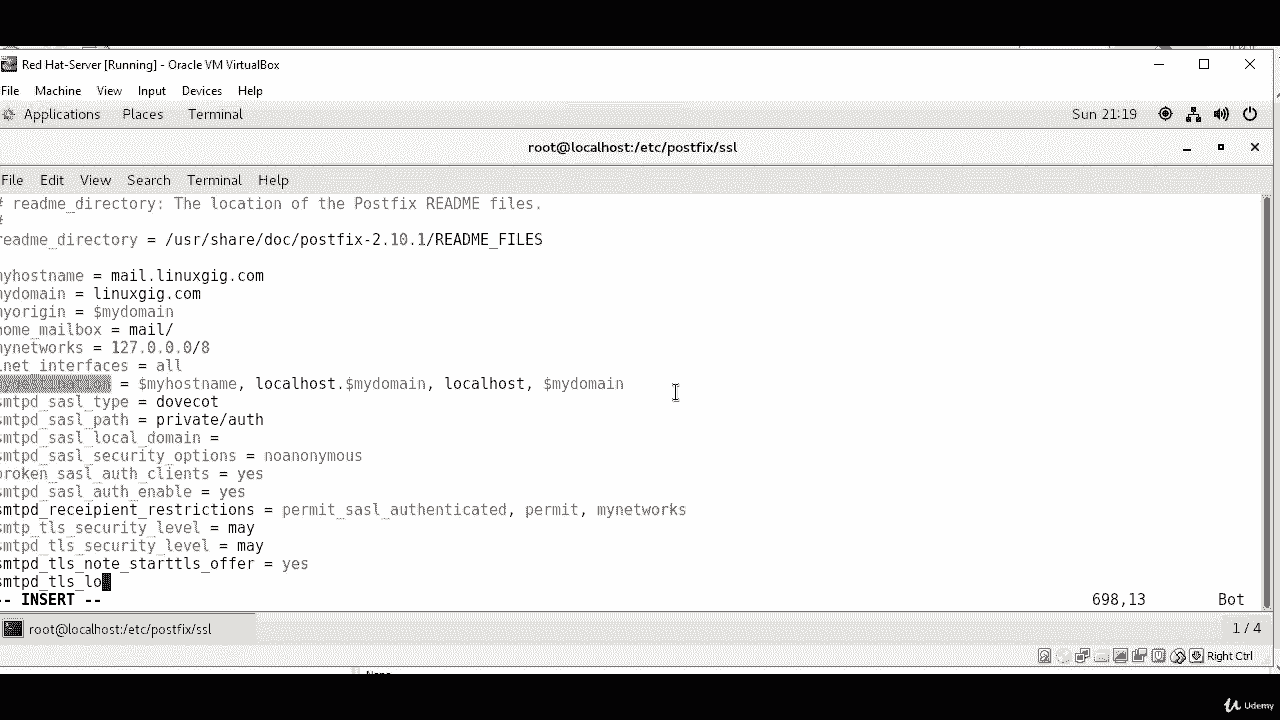 Red Hat-Server [Running] - Oracle VM VirtualBox
File Machine View Input Devices Help
Applications Places Terminal Sun 21:19
root@localhost:/etc/postfix/ssl
File Edit View Search Terminal Help
# readme_directory: The location of the Postfix README files.
#
readme_directory = /usr/share/doc/postfix-2.10.1/README_FILES
myhostname = mail.linuxgig.com
mydomain = linuxgig.com
myorigin = $mydomain
home_mailbox = mail/
mynetworks = 127.0.0.0/8
inet_interfaces = all
= $myhostname, localhost.$mydomain, localhost, $mydomain
smtpd_sasl_type = dovecot
smtpd_sasl_path = private/auth
smtpd_sasl_local_domain =
smtpd_sasl_security_options = noanonymous
broken_sasl_auth_clients = yes
smtpd_sasl_auth_enable = yes
smtpd_receipient_restrictions = permit_sasl_authenticated, permit, mynetworks
smtp_tls_security_level = may
smtpd_tls_security_level = may
smtpd_tls_note_starttls_offer = yes
smtpd_tls_lo
-- INSERT -- 698,13 Bot
root@localhost:/etc/postfix/ssl 1 / 4
Right Ctrl
Udemy